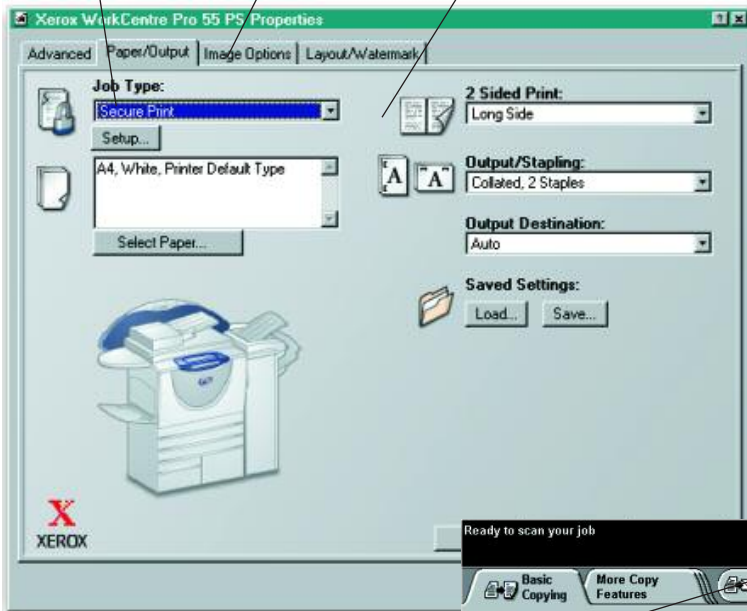 Xerox WorkCentre Pro 55 PS Properties
Advanced
Paper/Output
Image Options
Layout/Watermark
Job Type:
Secure Print
Setup...
A4, White, Printer Default Type
Select Paper...
2 Sided Print:
Long Side
A "A"
Output/Stapling:
Collated, 2 Staples
Output Destination:
Auto
Saved Settings:
Load...
Save...
X
XEROX
Ready to scan your job
Basic Copying
More Copy Features